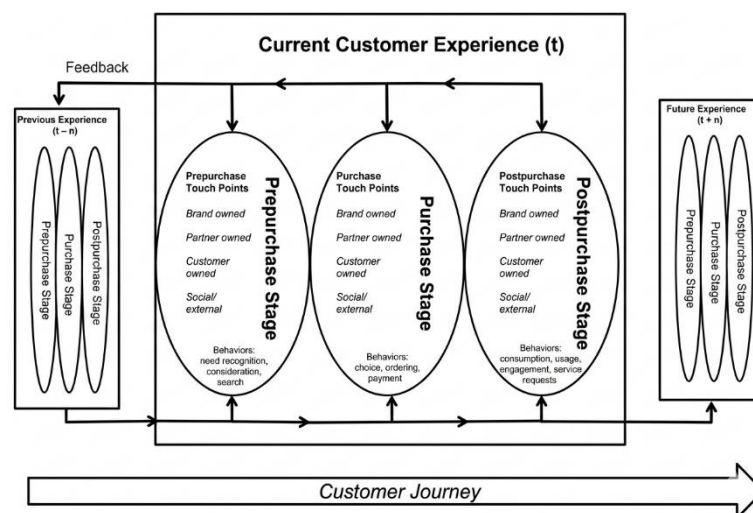 Current Customer Experience (t)
Feedback
Previous Experience
(t – n)
Prepurchase Stage
Purchase Stage
Postpurchase Stage
Prepurchase
Touch Points
Brand owned
Partner owned
Customer
owned
Social/
external
Behaviors:
need recognition,
consideration,
search
Prepurchase Stage
Purchase
Touch Points
Brand owned
Partner owned
Customer
owned
Social/
external
Behaviors:
choice, ordering,
payment
Purchase Stage
Postpurchase
Touch Points
Brand owned
Partner owned
Customer
owned
Social/
external
Behaviors:
consumption, usage,
engagement, service
requests
Postpurchase Stage
Future Experience
(t + n)
Prepurchase Stage
Purchase Stage
Postpurchase Stage
Customer Journey